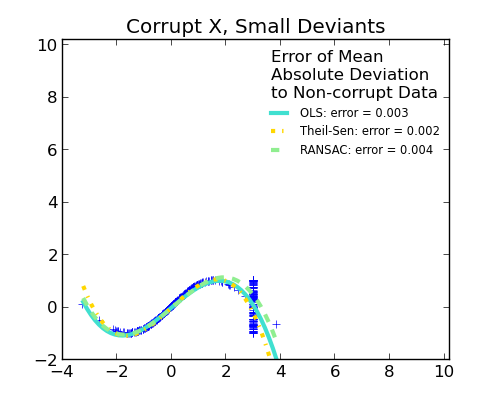 Corrupt X, Small Deviants
Error of Mean
Absolute Deviation
to Non-corrupt Data
OLS: error = 0.003
Theil-Sen: error = 0.002
RANSAC: error = 0.004
10
8
6
4
2
0
−2
−4 −2 0 2 4 6 8 10